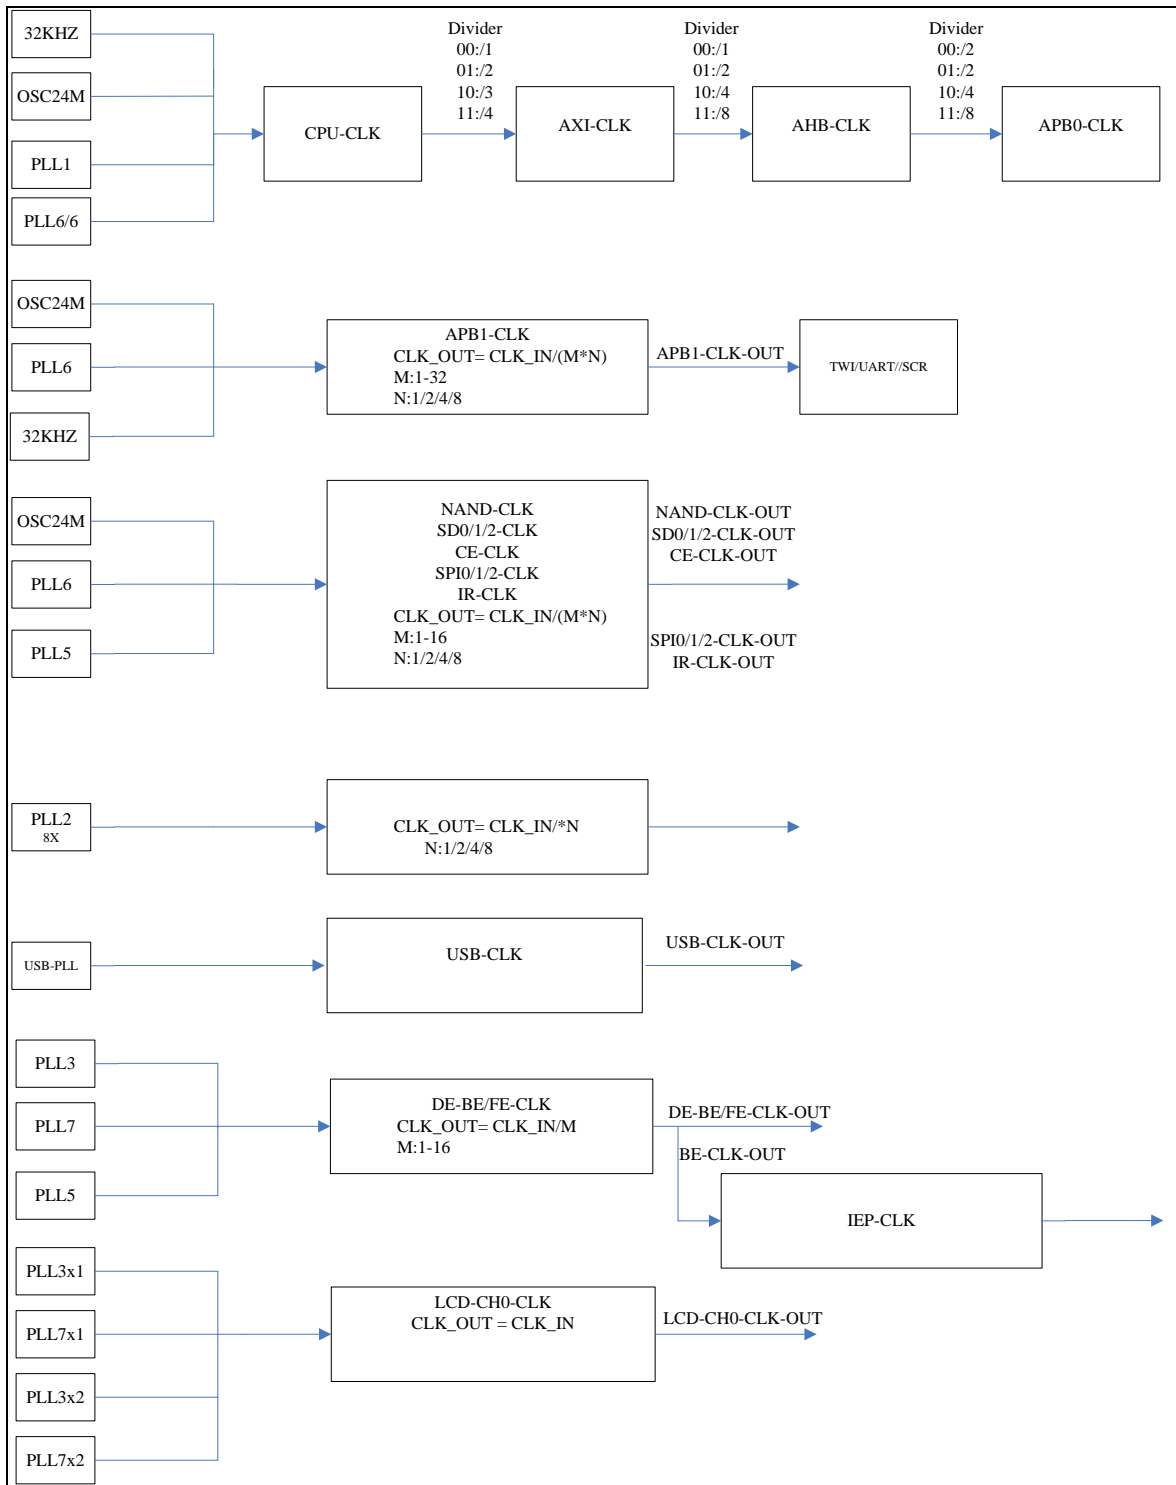 32KHZ
OSC24M
PLL1
PLL6/6
CPU-CLK
Divider
00:/1
01:/2
10:/3
11:/4
AXI-CLK
Divider
00:/1
01:/2
10:/4
11:/8
AHB-CLK
Divider
00:/2
01:/2
10:/4
11:/8
APB0-CLK
OSC24M
PLL6
32KHZ
APB1-CLK
CLK_OUT= CLK_IN/(M*N)
M:1-32
N:1/2/4/8
APB1-CLK-OUT
TWI/UART//SCR
OSC24M
PLL6
PLL5
NAND-CLK
SD0/1/2-CLK
CE-CLK
SPI0/1/2-CLK
IR-CLK
CLK_OUT= CLK_IN/(M*N)
M:1-16
N:1/2/4/8
NAND-CLK-OUT
SD0/1/2-CLK-OUT
CE-CLK-OUT
SPI0/1/2-CLK-OUT
IR-CLK-OUT
PLL2
8X
CLK_OUT= CLK_IN/*N
N:1/2/4/8
USB-PLL
USB-CLK
USB-CLK-OUT
PLL3
PLL7
PLL5
DE-BE/FE-CLK
CLK_OUT= CLK_IN/M
M:1-16
DE-BE/FE-CLK-OUT
BE-CLK-OUT
IEP-CLK
PLL3x1
PLL7x1
PLL3x2
PLL7x2
LCD-CH0-CLK
CLK_OUT = CLK_IN
LCD-CH0-CLK-OUT